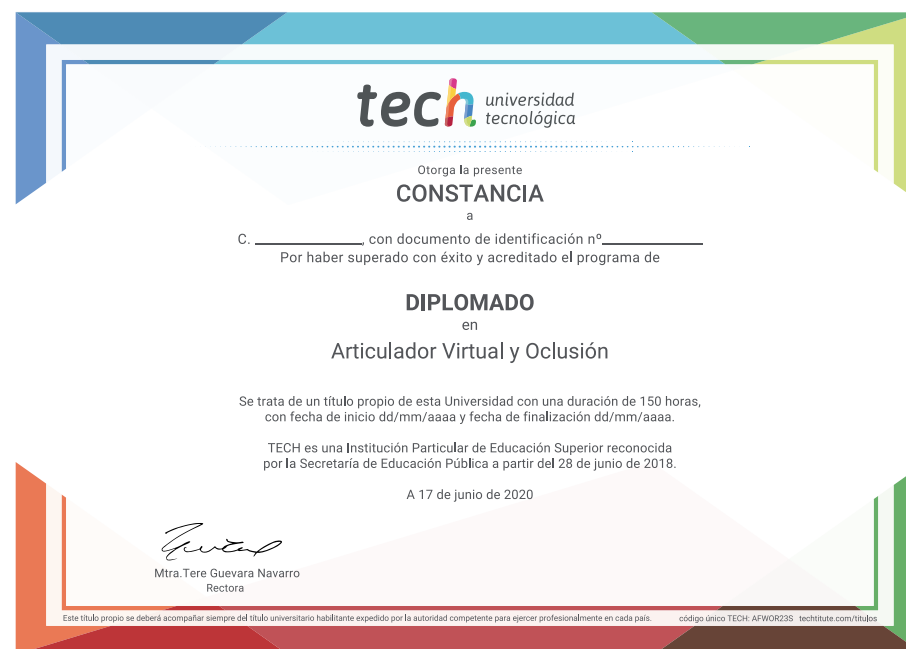 tech universidad
tecnológica
Otorga la presente
CONSTANCIA
a
C. ____________, con documento de identificación nº____________
Por haber superado con éxito y acreditado el programa de
DIPLOMADO
en
Articulador Virtual y Oclusión
Se trata de un título propio de esta Universidad con una duración de 150 horas,
con fecha de inicio dd/mm/aaaa y fecha de finalización dd/mm/aaaa.
TECH es una Institución Particular de Educación Superior reconocida
por la Secretaría de Educación Pública a partir del 28 de junio de 2018.
A 17 de junio de 2020
Mtra.Tere Guevara Navarro
Rectora
Este título propio se deberá acompañar siempre del título universitario habilitante expedido por la autoridad competente para ejercer profesionalmente en cada país. código único TECH: AFWOR23S techtitute.com/titulos